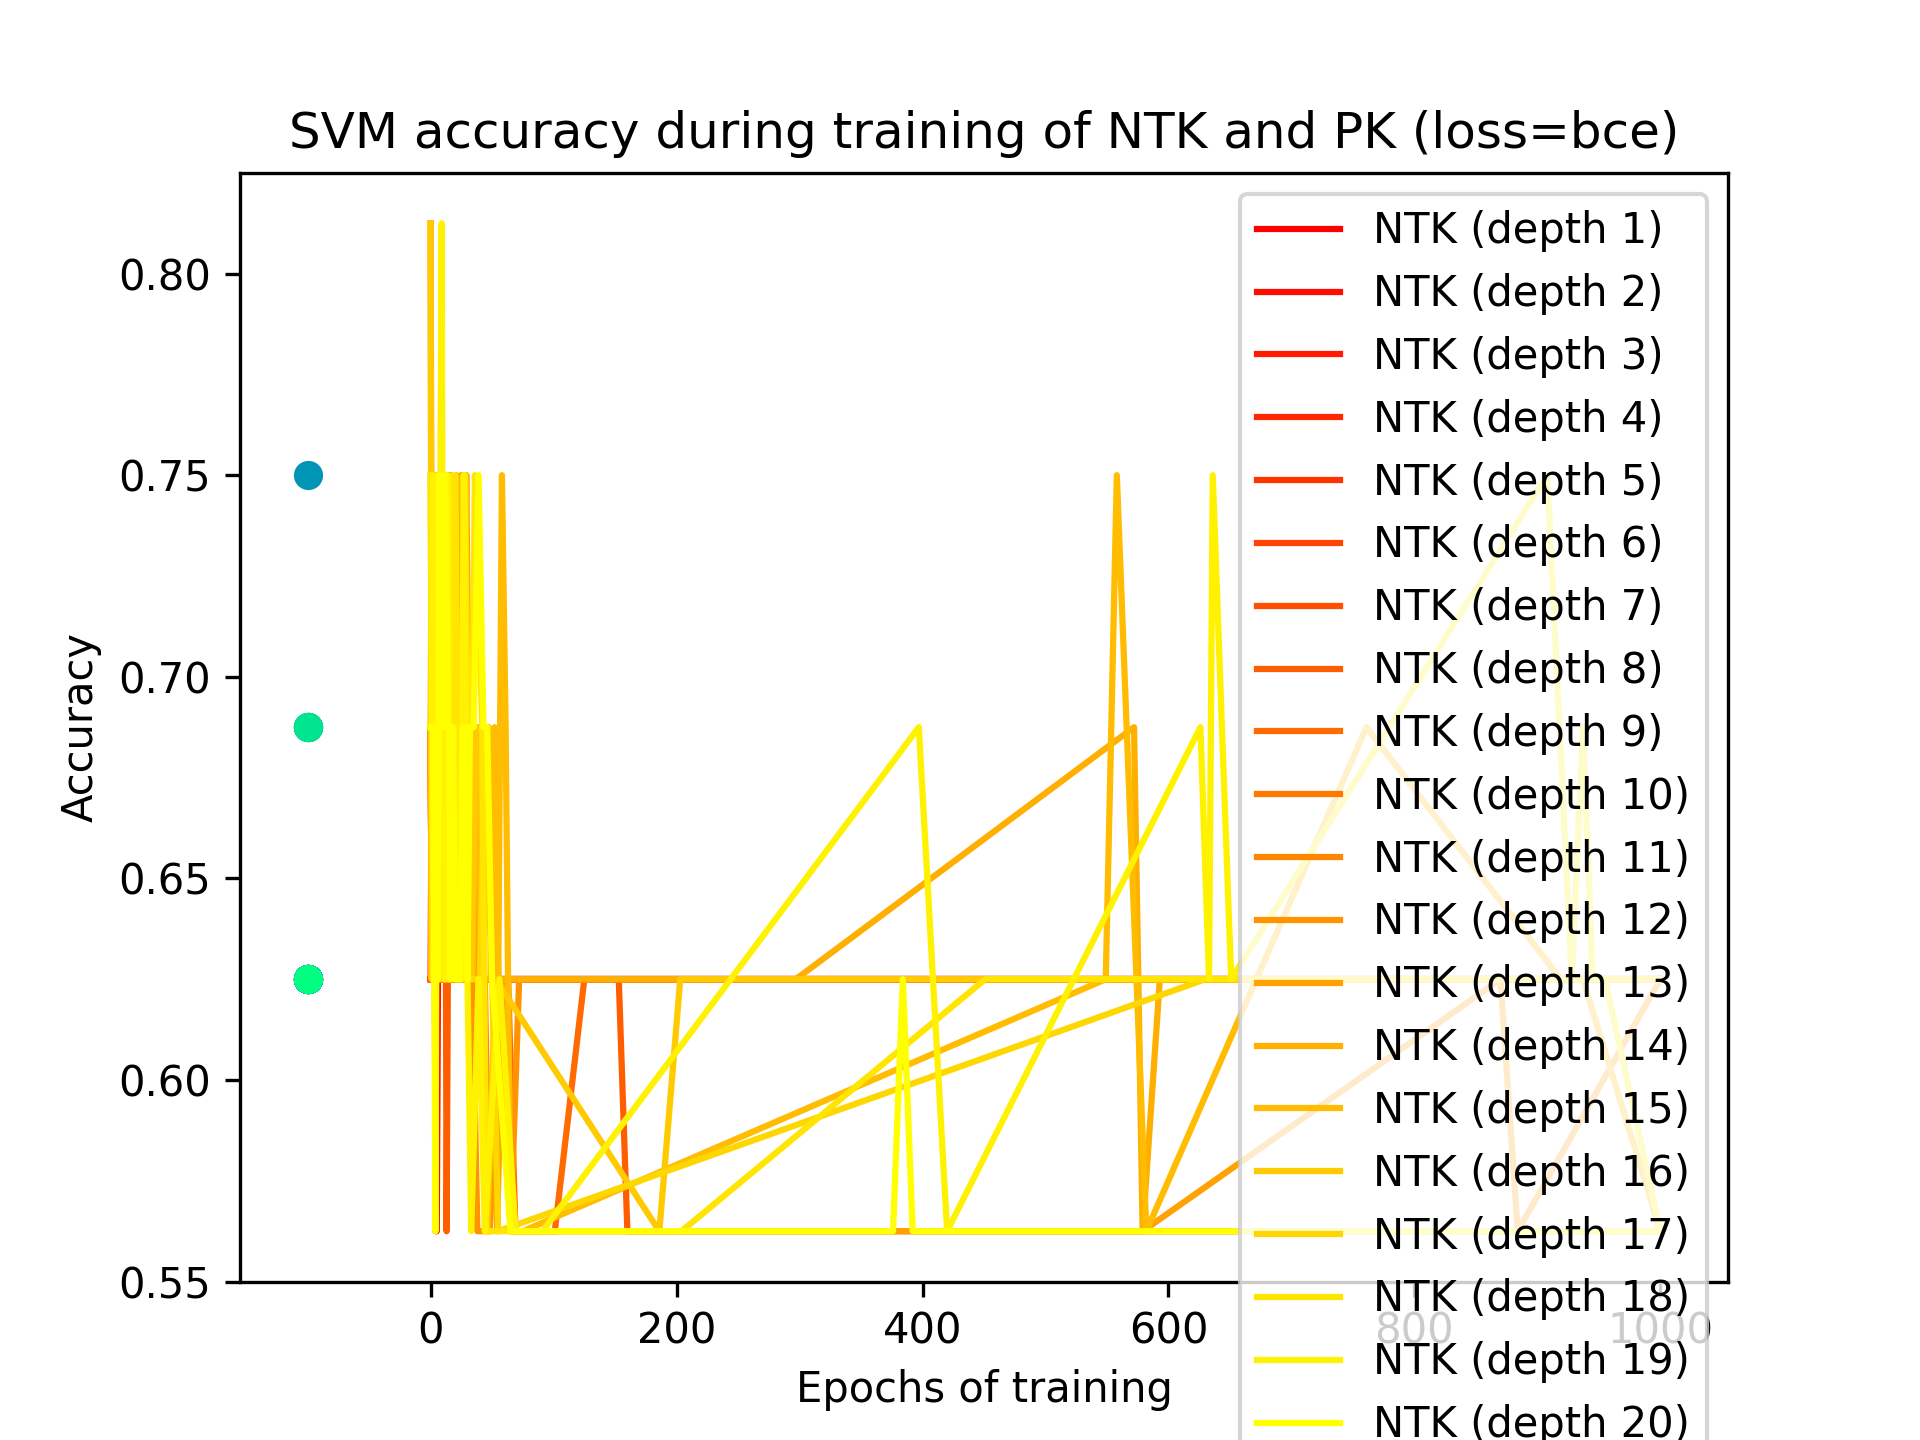 SVM accuracy during training of NTK and PK (loss=bce)
Accuracy
0.80
0.75
0.70
0.65
0.60
0.55
0
200
400
600
800
1000
Epochs of training
NTK (depth 1)
NTK (depth 2)
NTK (depth 3)
NTK (depth 4)
NTK (depth 5)
NTK (depth 6)
NTK (depth 7)
NTK (depth 8)
NTK (depth 9)
NTK (depth 10)
NTK (depth 11)
NTK (depth 12)
NTK (depth 13)
NTK (depth 14)
NTK (depth 15)
NTK (depth 16)
NTK (depth 17)
NTK (depth 18)
NTK (depth 19)
NTK (depth 20)